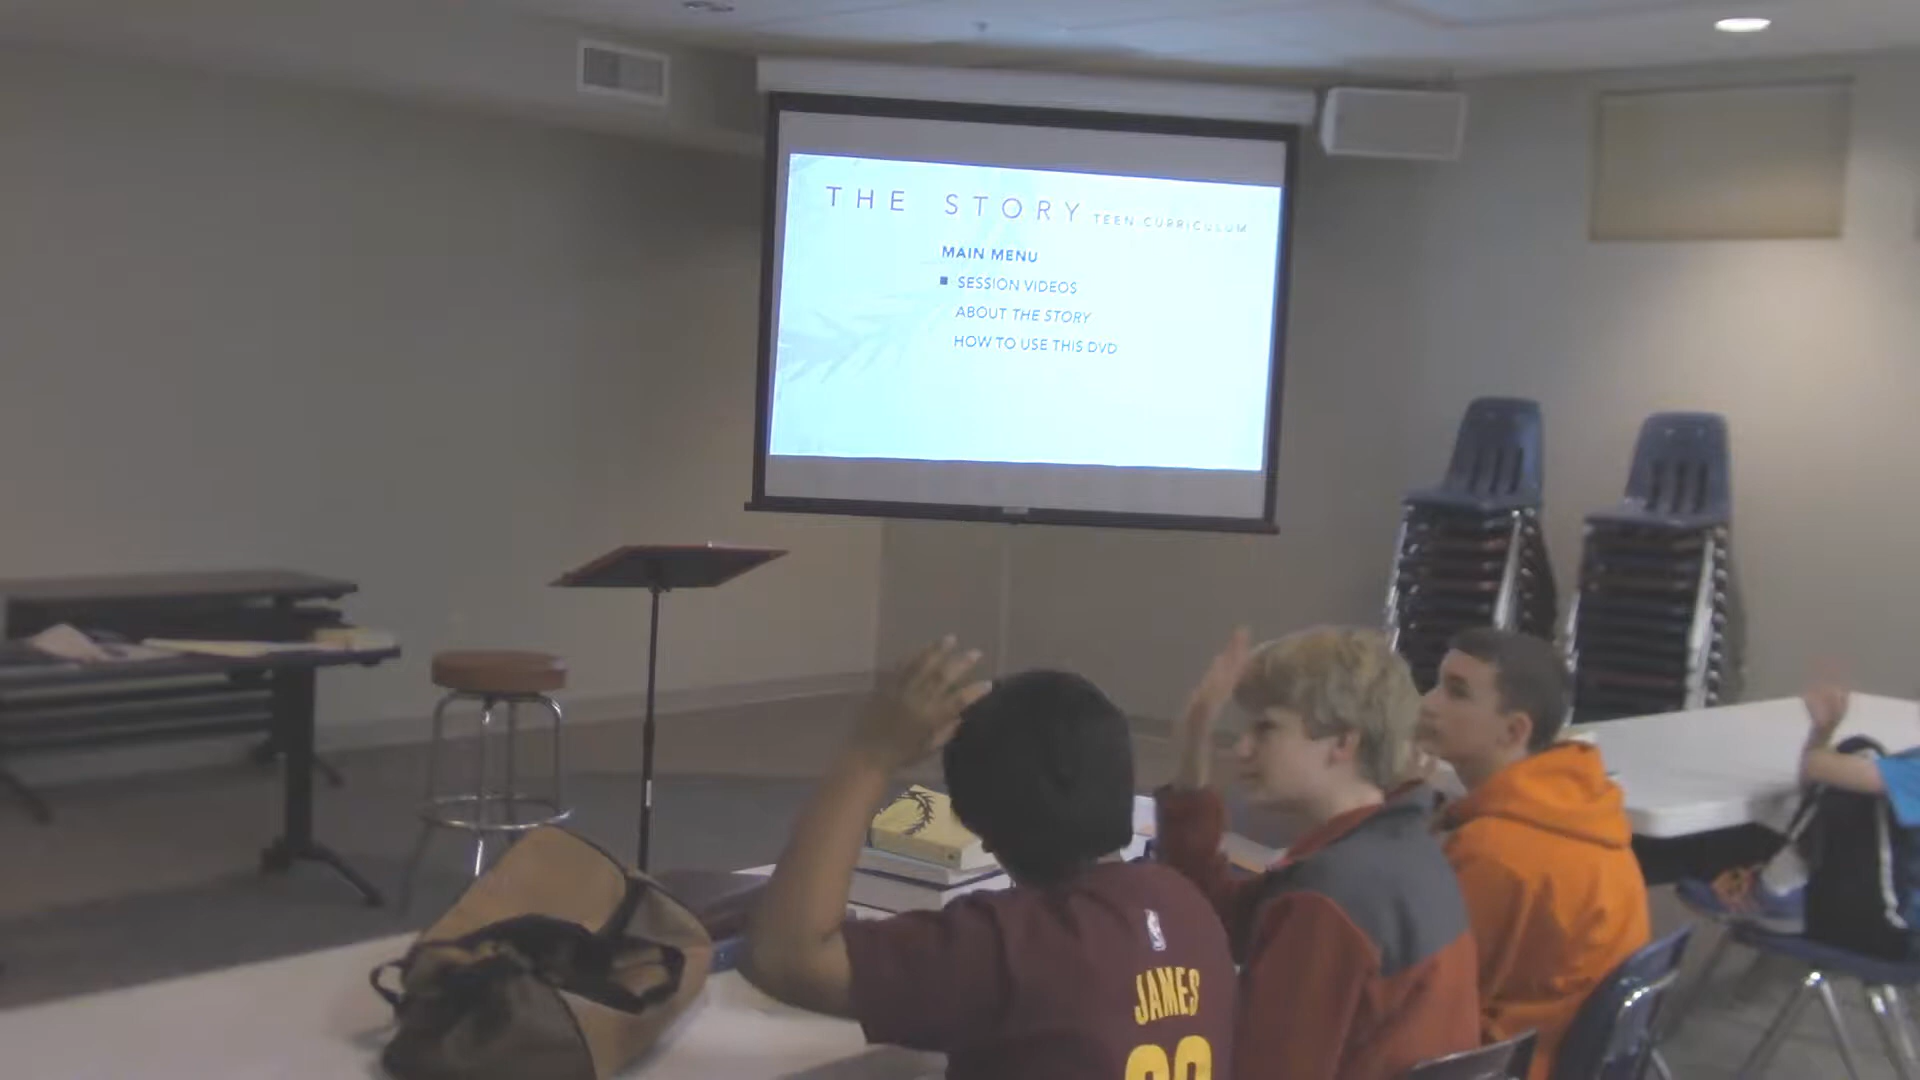 THE STORY TEEN CURRICULUM
MAIN MENU
SESSION VIDEOS
ABOUT THE STORY
HOW TO USE THIS DVD
JAMES